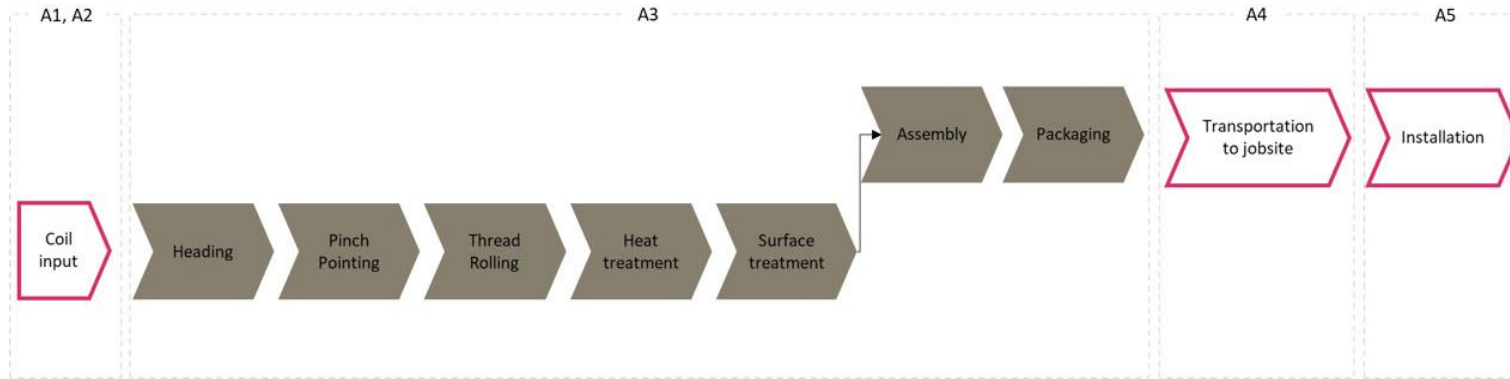 A1, A2
A3
A4
A5
Assembly
Packaging
Transportation
to jobsite
Installation
Coil
input
Heading
Pinch
Pointing
Thread
Rolling
Heat
treatment
Surface
treatment